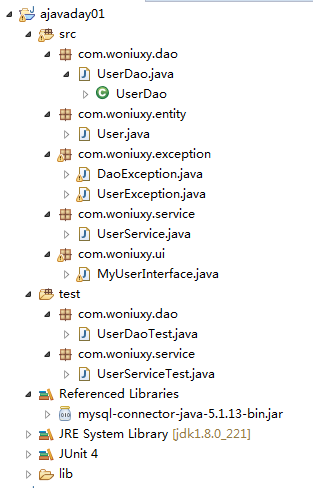 ajavaday01
src
com.woniuxy.dao
UserDao.java
UserDao
com.woniuxy.entity
User.java
com.woniuxy.exception
DaoException.java
UserException.java
com.woniuxy.service
UserService.java
com.woniuxy.ui
MyUserInterface.java
test
com.woniuxy.dao
UserDaoTest.java
com.woniuxy.service
UserServiceTest.java
Referenced Libraries
mysql-connector-java-5.1.13-bin.jar
JRE System Library [jdk1.8.0_221]
JUnit 4
lib